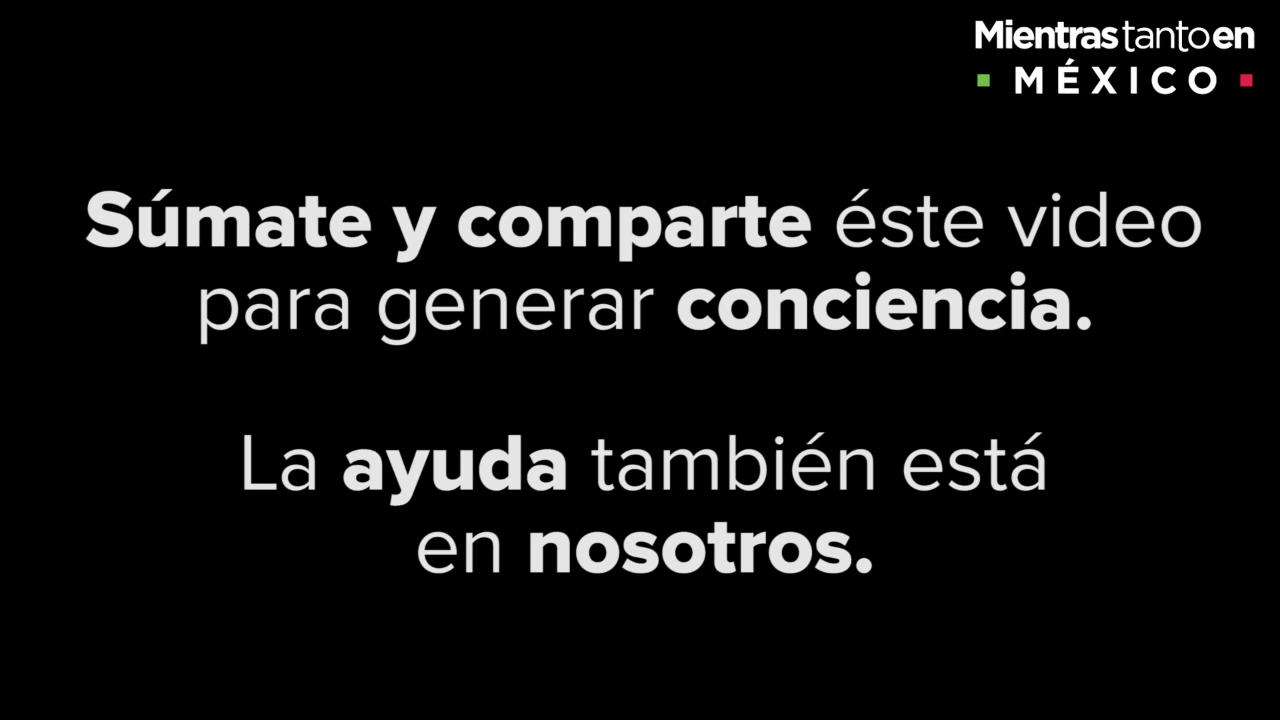 Mientras tanto en
MÉXICO
Súmate y comparte éste video
para generar conciencia.
La ayuda también está
en nosotros.